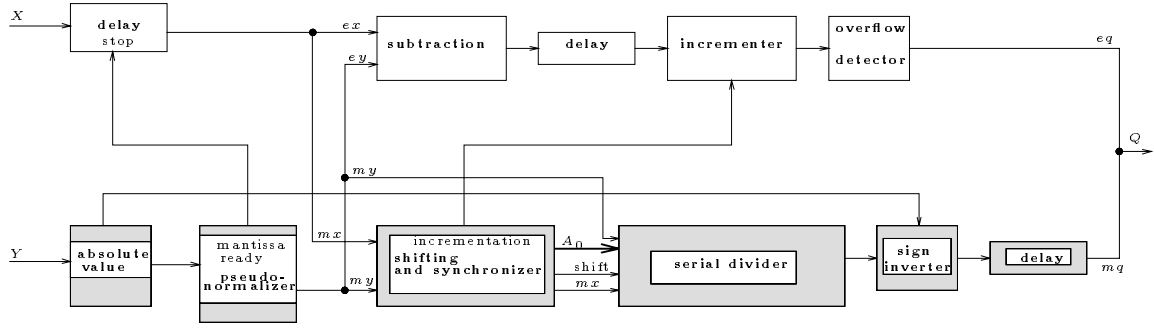 X
delay
stop
ex
ey
subtraction
delay
incrementer
overflow
detector
eq
Q
my
Y
absolute
value
mantissa
ready
pseudo-
normalizer
mx
my
incrementation
shifting
and synchronizer
A0
shift
mx
serial divider
sign
inverter
delay
mq